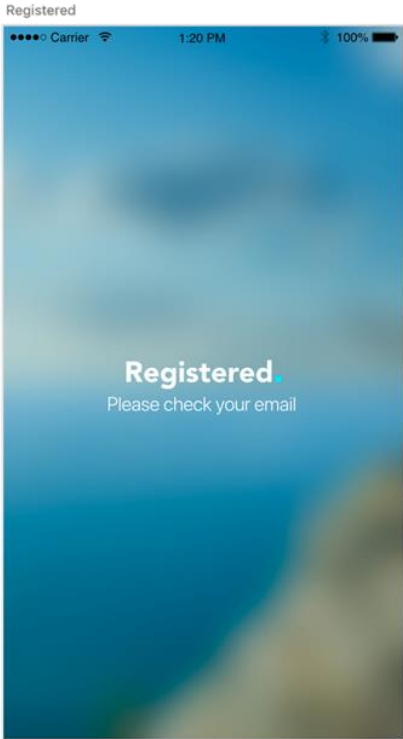 Registered
●●●●○ Carrier 1:20 PM 100%
Registered.
Please check your email